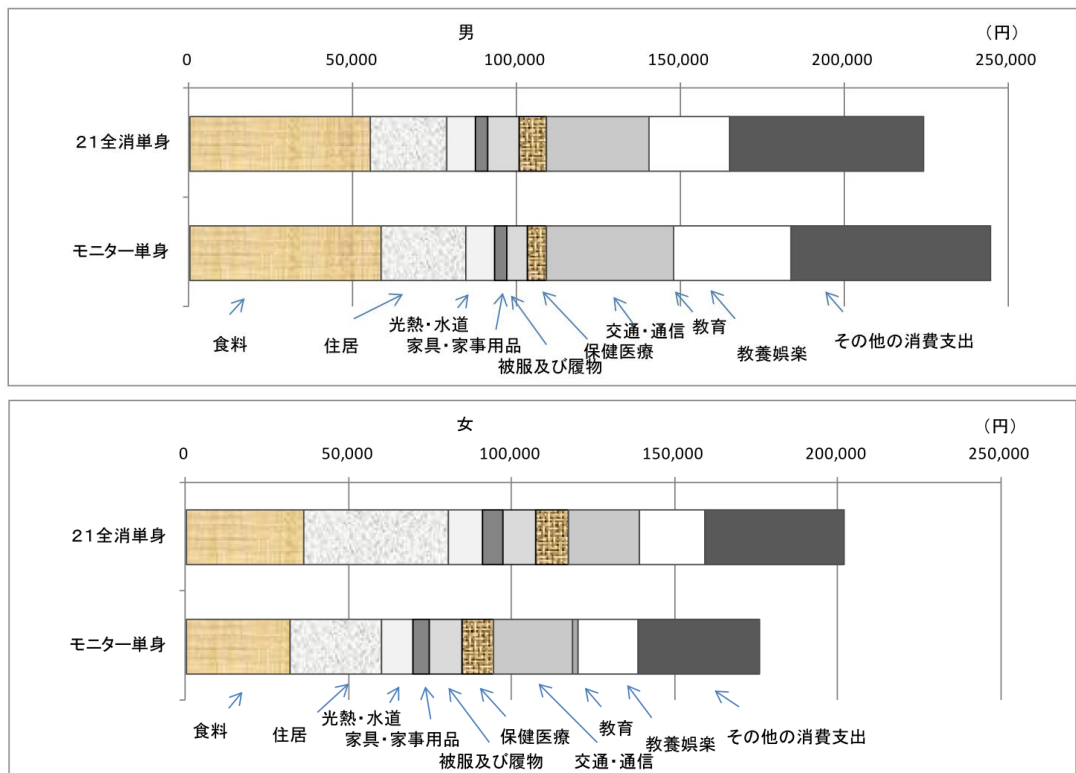 男
(円)
0 50,000 100,000 150,000 200,000 250,000
21全消単身
モニター単身
食料
住居
光熱・水道
家具・家事用品
被服及び履物
保健医療
交通・通信
教育
教養娯楽
その他の消費支出
女
(円)
0 50,000 100,000 150,000 200,000 250,000
21全消単身
モニター単身
食料
住居
光熱・水道
家具・家事用品
被服及び履物
保健医療
交通・通信
教育
教養娯楽
その他の消費支出